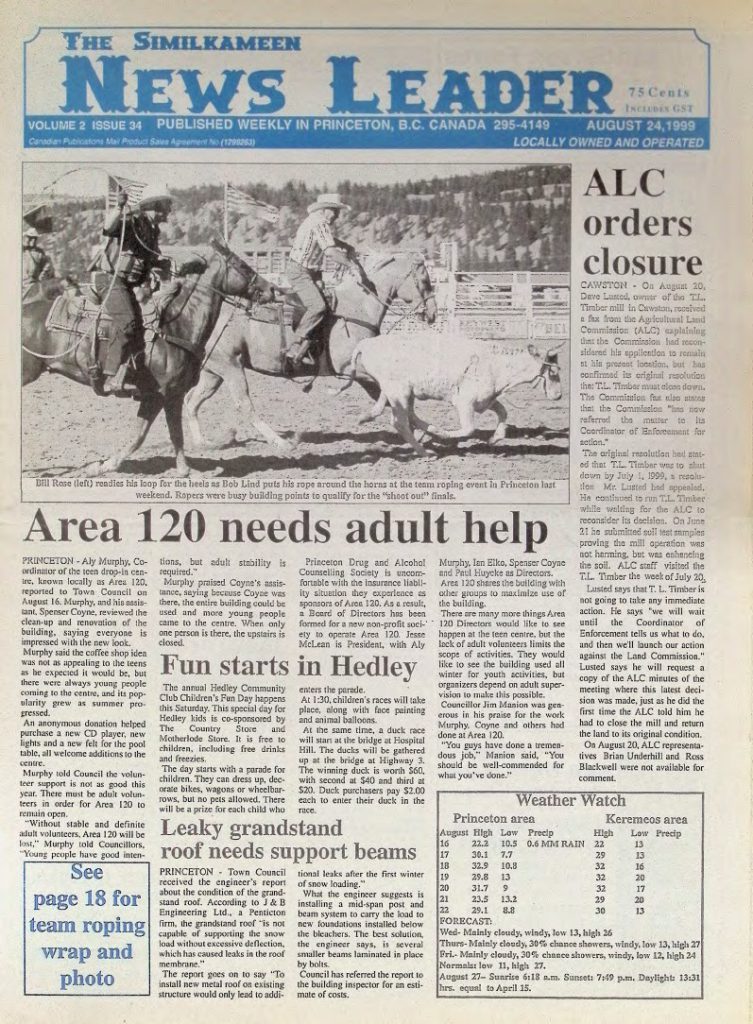 THE SIMILKAMEEN
NEWS LEADER
75 Cents
INCLUDES GST
VOLUME 2 ISSUE 34 PUBLISHED WEEKLY IN PRINCETON, B.C. CANADA 295-4149 AUGUST 24, 1999
Canadian Publications Mail Product Sales Agreement No (1799263) LOCALLY OWNED AND OPERATED
Bill Rose (left) readies his loop for the heels as Bob Lind puts his rope around the horns at the team roping event in Princeton last
weekend. Ropers were busy building points to qualify for the "shoot out" finals.
ALC
orders
closure
CAWSTON - On August 20,
Dave Lusted, owner of the T.L.
Timber mill in Cawston, received
a fax from the Agricultural Land
Commission (ALC) explaining
that the Commission had recon-
sidered his application to remain
at his present location, but has
confirmed its original resolution
that T.L. Timber must close down.
The Commission fax also states
that the Commission "has now
referred the matter to its
Coordinator of Enforcement for
action."
The original resolution had stat-
ed that T.L. Timber was to shut
down by July 1, 1999, a resolu-
tion Mr. Lusted had appealed.
He continued to run T.L. Timber
while waiting for the ALC to
reconsider its decision. On June
21 he submitted soil test samples
proving the mill operation was
not harming, but was enhancing
the soil. ALC staff visited the
T.L. Timber the week of July 20.
Lusted says that T. L. Timber is
not going to take any immediate
action. He says "we will wait
until the Coordinator of
Enforcement tells us what to do,
and then we'll launch our action
against the Land Commission."
Lusted says he will request a
copy of the ALC minutes of the
meeting where this latest deci-
sion was made, just as he did the
first time the ALC told him he
had to close the mill and return
the land to its original condition.
On August 20, ALC representa-
tives Brian Underhill and Ross
Blackwell were not available for
comment.
Area 120 needs adult help
PRINCETON - Aly Murphy, Co-
ordinator of the teen drop-in cen-
tre, known locally as Area 120,
reported to Town Council on
August 16. Murphy, and his assis-
tant, Spenser Coyne, reviewed the
clean-up and renovation of the
building, saying everyone is
impressed with the new look.
Murphy said the coffee shop idea
was not as appealing to the teens
as he expected it would be, but
there were always young people
coming to the centre, and its pop-
ularity grew as summer pro-
gressed.
An anonymous donation helped
purchase a new CD player, new
lights and a new felt for the pool
table, all welcome additions to the
centre.
Murphy told Council the volun-
teer support is not as good this
year. There must be adult volun-
teers in order for Area 120 to
remain open.
"Without stable and definite
adult volunteers, Area 120 will be
lost," Murphy told Councillors,
"Young people have good inten-
tions, but adult stability is
required."
Murphy praised Coyne's assis-
tance, saying because Coyne was
there, the entire building could be
used and more young people
came to the centre. When only
one person is there, the upstairs is
closed.
Princeton Drug and Alcohol
Counselling Society is uncom-
fortable with the insurance liabil-
ity situation they experience as
sponsors of Area 120. As a result,
a Board of Directors has been
formed for a new non-profit soci-
ety to operate Area 120. Jesse
McLean is President, with Aly
Murphy, Ian Elko, Spenser Coyne
and Paul Huycke as Directors.
Area 120 shares the building with
other groups to maximize use of
the building.
There are many more things Area
120 Directors would like to see
happen at the teen centre, but the
lack of adult volunteers limits the
scope of activities. They would
like to see the building used all
winter for youth activities, but
organizers depend on adult super-
vision to make this possible.
Councillor Jim Manion was gen-
erous in his praise for the work
Murphy, Coyne and others had
done at Area 120.
"You guys have done a tremen-
dous job," Manion said, "You
should be well-commended for
what you've done."
Fun starts in Hedley
The annual Hedley Community
Club Children's Fun Day happens
this Saturday. This special day for
Hedley kids is co-sponsored by
The Country Store and
Motherlode Store. It is free to
children, including free drinks
and freezies.
The day starts with a parade for
children. They can dress up, dec-
orate bikes, wagons or wheelbar-
rows, but no pets allowed. There
will be a prize for each child who
enters the parade.
At 1:30, children's races will take
place, along with face painting
and animal balloons.
At the same time, a duck race
will start at the bridge at Hospital
Hill. The ducks will be gathered
up at the bridge at Highway 3.
The winning duck is worth $60,
with second at $40 and third at
$20. Duck purchasers pay $2.00
each to enter their duck in the
race.
Leaky grandstand
roof needs support beams
PRINCETON - Town Council
received the engineer's report
about the condition of the grand-
stand roof. According to J & B
Engineering Ltd., a Penticton
firm, the grandstand roof "is not
capable of supporting the snow
load without excessive deflection,
which has caused leaks in the roof
membrane."
The report goes on to say "To
install new metal roof on existing
structure would only lead to addi-
tional leaks after the first winter
of snow loading."
What the engineer suggests is
installing a mid-span post and
beam system to carry the load to
new foundations installed below
the bleachers. The best solution,
the engineer says, is several
smaller beams laminated in place
by bolts.
Council has referred the report to
the building inspector for an esti-
mate of costs.
See
page 18 for
team roping
wrap and
photo
Weather Watch
Princeton area Keremeos area
August High Low Precip High Low Precip
16 22.2 10.5 0.6 MM RAIN 22 13
17 30.1 7.7 29 13
18 32.9 10.8 32 16
19 29.8 13 32 20
20 31.7 9 32 17
21 23.5 13.2 29 20
22 29.1 8.8 30 13
FORECAST:
Wed- Mainly cloudy, windy, low 13, high 26
Thurs- Mainly cloudy, 30% chance showers, windy, low 13, high 27
Fri.- Mainly cloudy, 30% chance showers, windy, low 12, high 24
Normals: low 11, high 27.
August 27- Sunrise 6:18 a.m. Sunset: 7:49 p.m. Daylight: 13:31
hrs. equal to April 15.